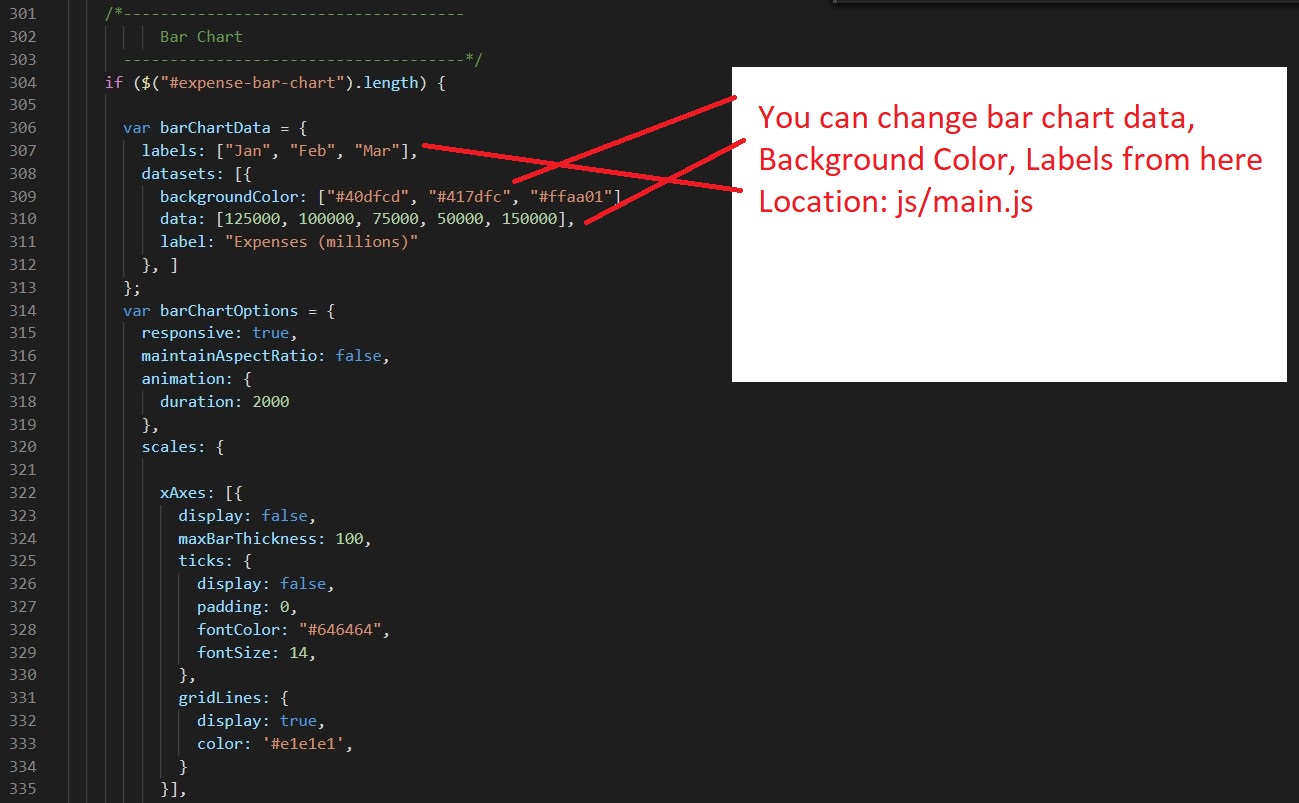 301 /*-------------------------------------
302 Bar Chart
303 -------------------------------------*/
304 if ($("#expense-bar-chart").length) {
305
306 var barChartData = {
307 labels: ["Jan", "Feb", "Mar"],
308 datasets: [{
309 backgroundColor: ["#40dfcd", "#417dfc", "#ffaa01"]
310 data: [125000, 100000, 75000, 50000, 150000],
311 label: "Expenses (millions)"
312 }, ]
313 };
314 var barChartOptions = {
315 responsive: true,
316 maintainAspectRatio: false,
317 animation: {
318 duration: 2000
319 },
320 scales: {
321
322 xAxes: [{
323 display: false,
324 maxBarThickness: 100,
325 ticks: {
326 display: false,
327 padding: 0,
328 fontColor: "#646464",
329 fontSize: 14,
330 },
331 gridLines: {
332 display: true,
333 color: '#e1e1e1',
334 }
335 }],
You can change bar chart data,
Background Color, Labels from here
Location: js/main.js